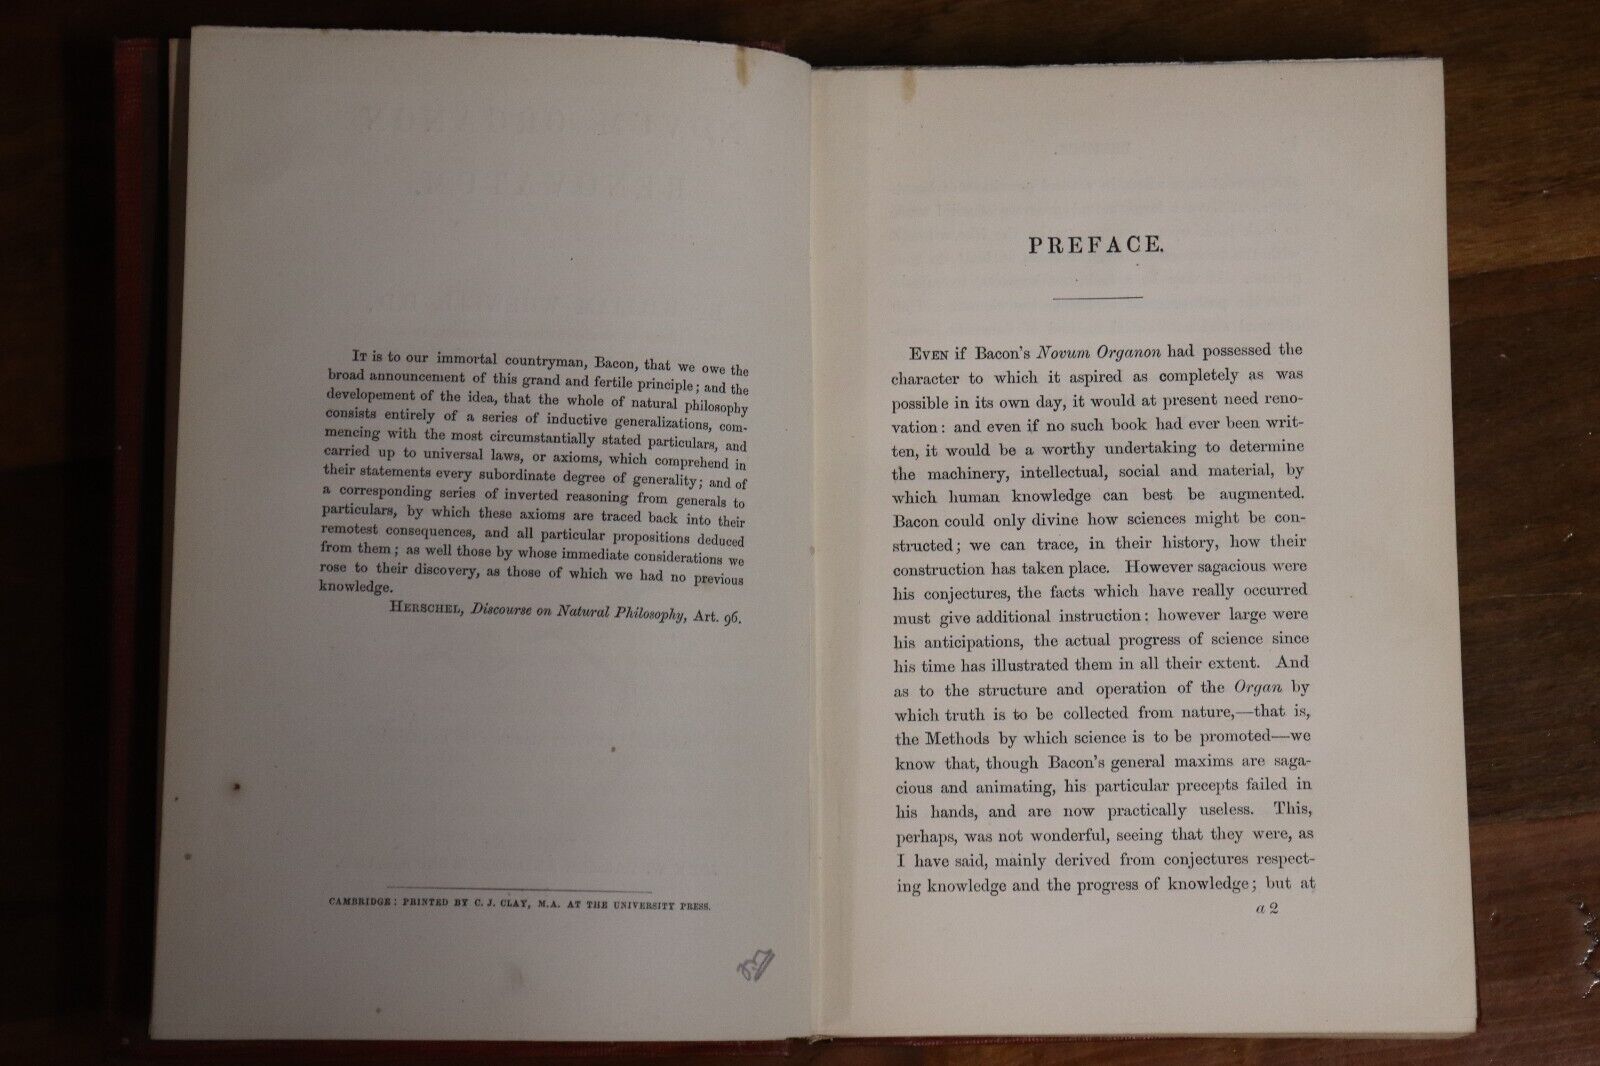 IT is to our immortal countryman, Bacon, that we owe the
broad announcement of this grand and fertile principle; and the
developement of the idea, that the whole of natural philosophy
consists entirely of a series of inductive generalizations, com-
mencing with the most circumstantially stated particulars, and
carried up to universal laws, or axioms, which comprehend in
their statements every subordinate degree of generality; and of
a corresponding series of inverted reasoning from generals to
particulars, by which these axioms are traced back into their
remotest consequences, and all particular propositions deduced
from them; as well those by whose immediate considerations we
rose to their discovery, as those of which we had no previous
knowledge.
HERSCHEL, Discourse on Natural Philosophy, Art. 96.
CAMBRIDGE: PRINTED BY C. J. CLAY, M.A. AT THE UNIVERSITY PRESS.
PREFACE.
EVEN if Bacon's Novum Organon had possessed the
character to which it aspired as completely as was
possible in its own day, it would at present need reno-
vation: and even if no such book had ever been writ-
ten, it would be a worthy undertaking to determine
the machinery, intellectual, social and material, by
which human knowledge can best be augmented.
Bacon could only divine how sciences might be con-
structed; we can trace, in their history, how their
construction has taken place. However sagacious were
his conjectures, the facts which have really occurred
must give additional instruction: however large were
his anticipations, the actual progress of science since
his time has illustrated them in all their extent. And
as to the structure and operation of the Organ by
which truth is to be collected from nature,—that is,
the Methods by which science is to be promoted—we
know that, though Bacon's general maxims are saga-
cious and animating, his particular precepts failed in
his hands, and are now practically useless. This,
perhaps, was not wonderful, seeing that they were, as
I have said, mainly derived from conjectures respect-
ing knowledge and the progress of knowledge; but at
a 2